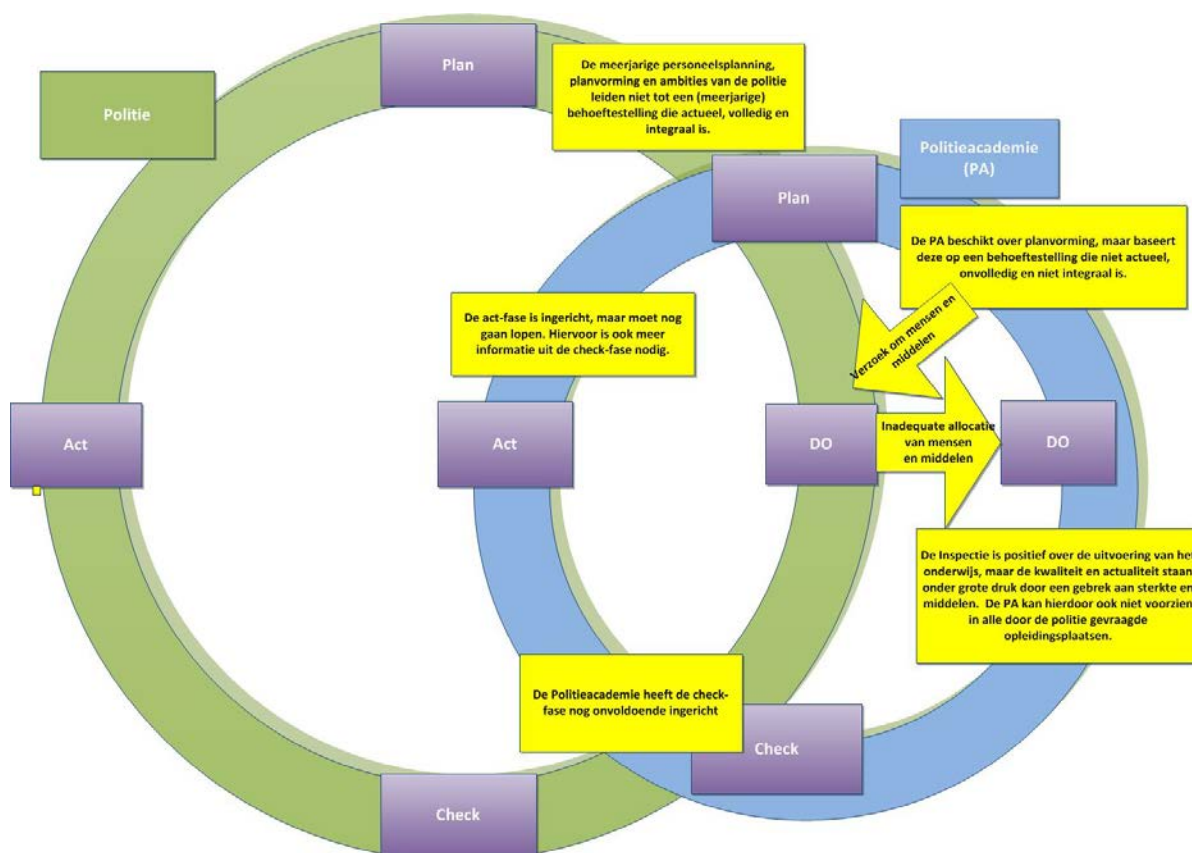 Plan
De meerjarige personeelsplanning,
planvorming en ambities van de politie
leiden niet tot een (meerjarige)
behoeftestelling die actueel, volledig en
integraal is.
Politie
Politieacademie
(PA)
Plan
De PA beschikt over planvorming, maar baseert
deze op een behoeftestelling die niet actueel,
onvolledig en niet integraal is.
De act-fase is ingericht, maar moet nog
gaan lopen. Hiervoor is ook meer
informatie uit de check-fase nodig.
Verzoek om mensen en
middelen
Act
Act
DO
Inadequate allocatie
van mensen
en middelen
DO
De Inspectie is positief over de uitvoering van het
onderwijs, maar de kwaliteit en actualiteit staan
onder grote druk door een gebrek aan sterkte en
middelen. De PA kan hierdoor ook niet voorzien
in alle door de politie gevraagde
opleidingsplaatsen.
De Politieacademie heeft de check-
fase nog onvoldoende ingericht
Check
Check